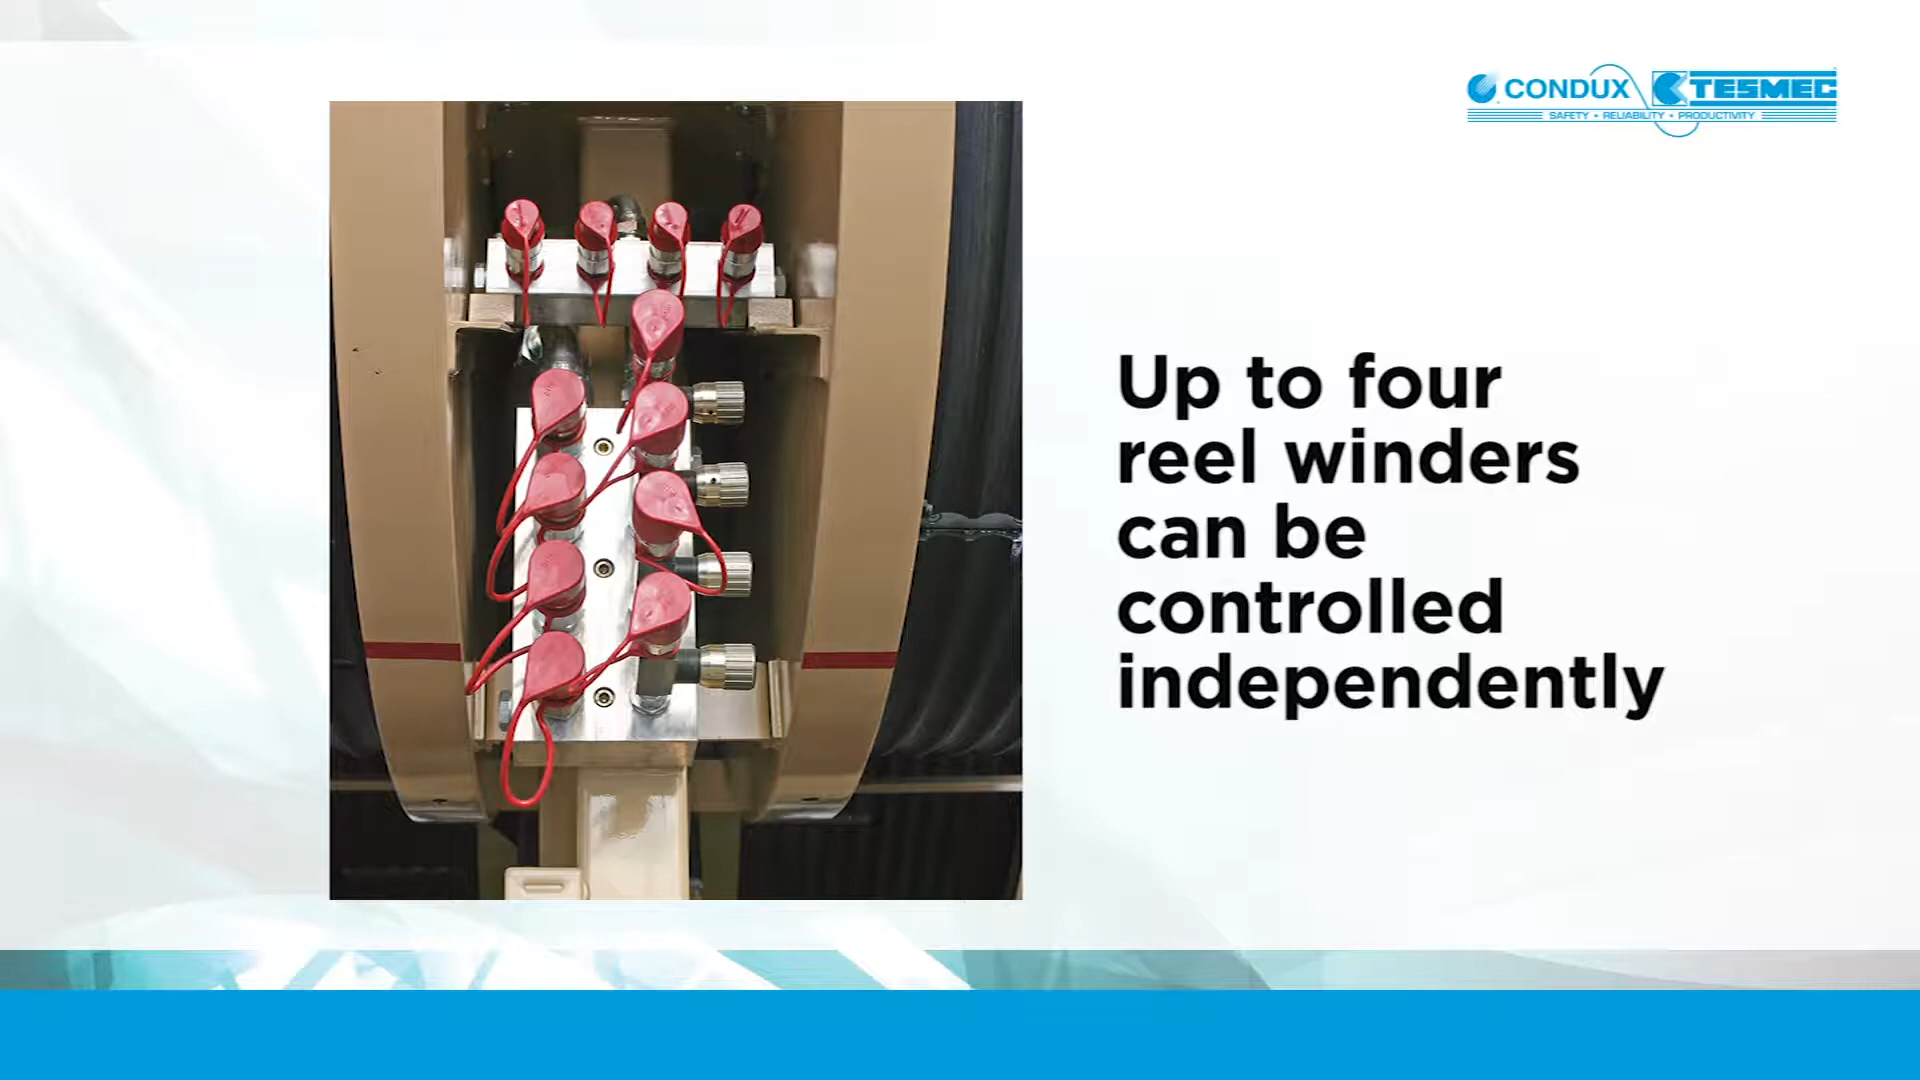 CONDUX TESMEC
SAFETY • RELIABILITY • PRODUCTIVITY
Up to four
reel winders
can be
controlled
independently